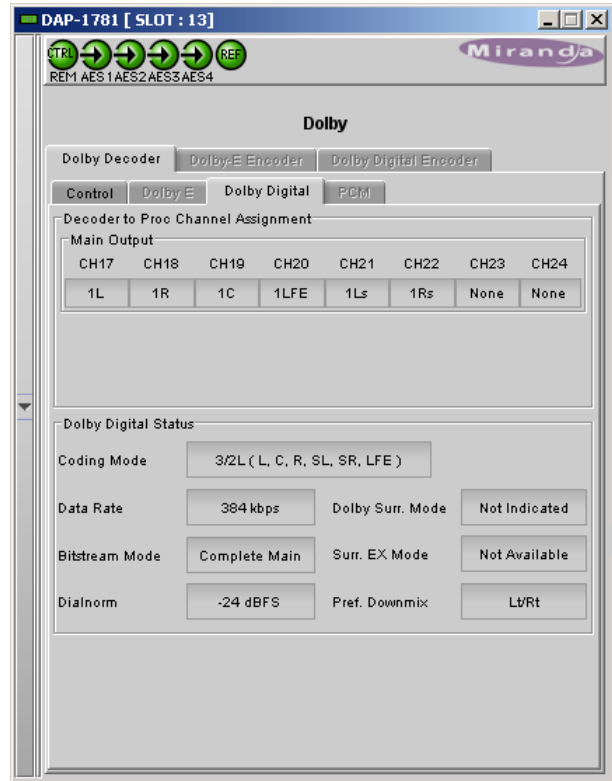 DAP-1781 [ SLOT : 13]
CTRL REF Miranda
REM AES1 AES2 AES3 AES4
Dolby
Dolby Decoder Dolby-E Encoder Dolby Digital Encoder
Control Dolby E Dolby Digital PCM
Decoder to Proc Channel Assignment
Main Output
CH17 CH18 CH19 CH20 CH21 CH22 CH23 CH24
1L 1R 1C 1LFE 1Ls 1Rs None None
Dolby Digital Status
Coding Mode 3/2L ( L, C, R, SL, SR, LFE )
Data Rate 384 kbps Dolby Surr. Mode Not Indicated
Bitstream Mode Complete Main Surr. EX Mode Not Available
Dialnorm -24 dBFS Pref. Downmix Lt/Rt